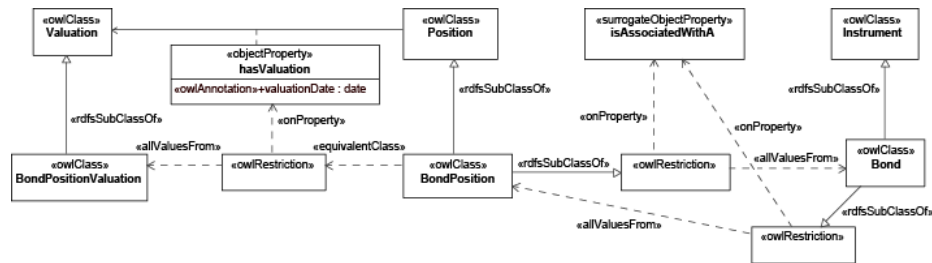 «owlClass»
Valuation
«owlClass»
Position
«surrogateObjectProperty»
isAssociatedWithA
«owlClass»
Instrument
«objectProperty»
hasValuation
«owlAnnotation»+valuationDate : date
«rdfsSubClassOf»
«onProperty»
«rdfsSubClassOf»
«onProperty»
«onProperty»
«rdfsSubClassOf»
«owlClass»
BondPositionValuation
«allValuesFrom»
«owlRestriction»
«equivalentClass»
«owlClass»
BondPosition
«rdfsSubClassOf»
«owlRestriction»
«allValuesFrom»
«owlClass»
Bond
«allValuesFrom»
«rdfsSubClassOf»
«owlRestriction»